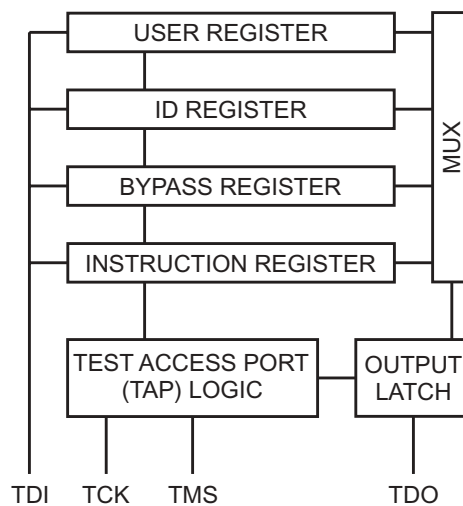 USER REGISTER
ID REGISTER
BYPASS REGISTER
INSTRUCTION REGISTER
MUX
TEST ACCESS PORT
(TAP) LOGIC
OUTPUT
LATCH
TDI
TCK
TMS
TDO